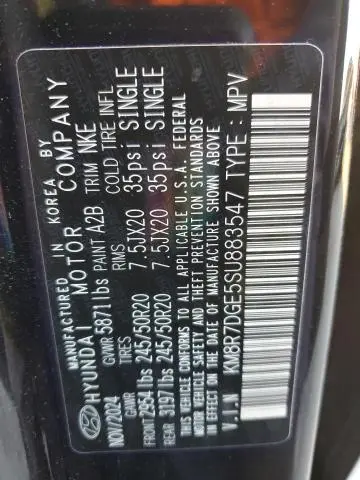 MANUFACTURED IN KOREA BY
HYUNDAI MOTOR COMPANY
NOV/2024 GVWR 5871lbs PAINT A2B TRIM NKE
GAWR TIRES RIMS COLD TIRE INFL.
FRONT 2954lbs 245/50R20 7.5JX20 35psi SINGLE
REAR 3197lbs 245/50R20 7.5JX20 35psi SINGLE
THIS VEHICLE CONFORMS TO ALL APPLICABLE U.S.A. FEDERAL
MOTOR VEHICLE SAFETY, BUMPER, AND THEFT PREVENTION STANDARDS
IN EFFECT ON THE DATE OF MANUFACTURE SHOWN ABOVE
V.I.N KM8R7DGE5SU883547 TYPE : MPV